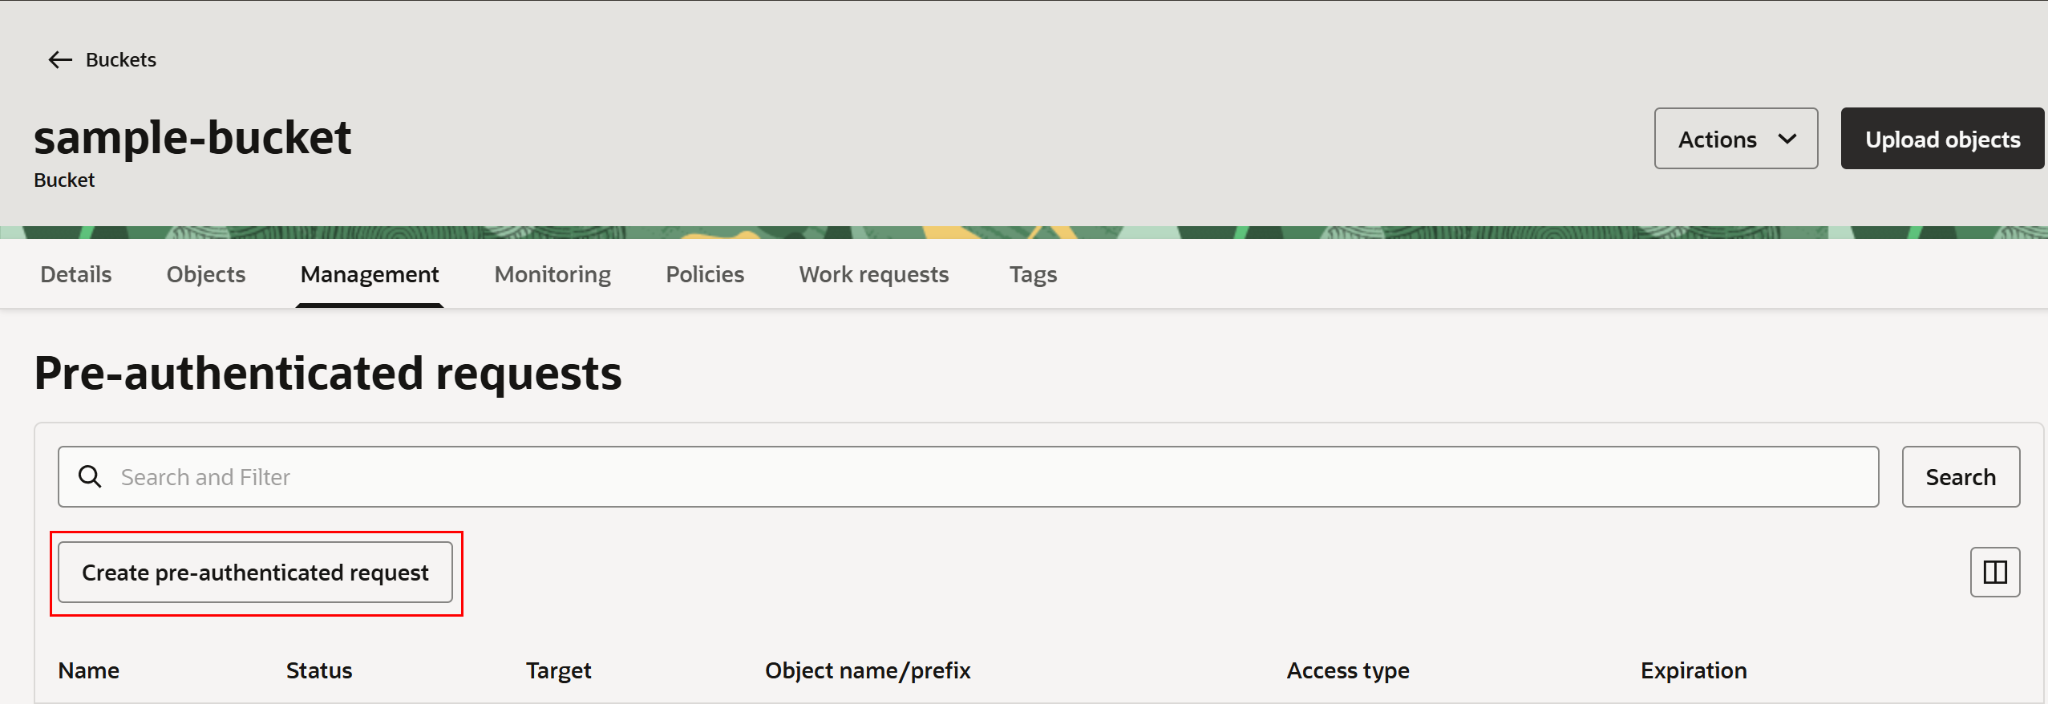 Buckets
sample-bucket
Bucket
Actions
Upload objects
Details Objects Management Monitoring Policies Work requests Tags
Pre-authenticated requests
Search and Filter
Search
Create pre-authenticated request
Name Status Target Object name/prefix Access type Expiration